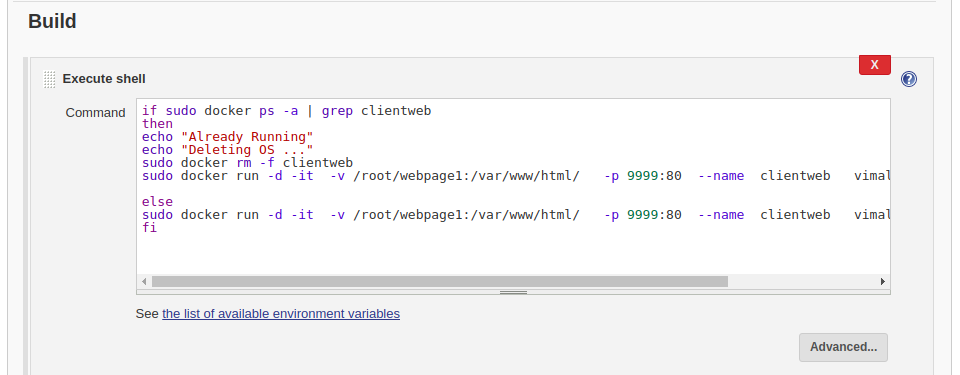 Build
X
Execute shell
Command
if sudo docker ps -a | grep clientweb
then
echo "Already Running"
echo "Deleting OS ..."
sudo docker rm -f clientweb
sudo docker run -d -it  -v /root/webpage1:/var/www/html/   -p 9999:80  --name  clientweb   vimal
else
sudo docker run -d -it  -v /root/webpage1:/var/www/html/   -p 9999:80  --name  clientweb   vimal
fi
See the list of available environment variables
Advanced...